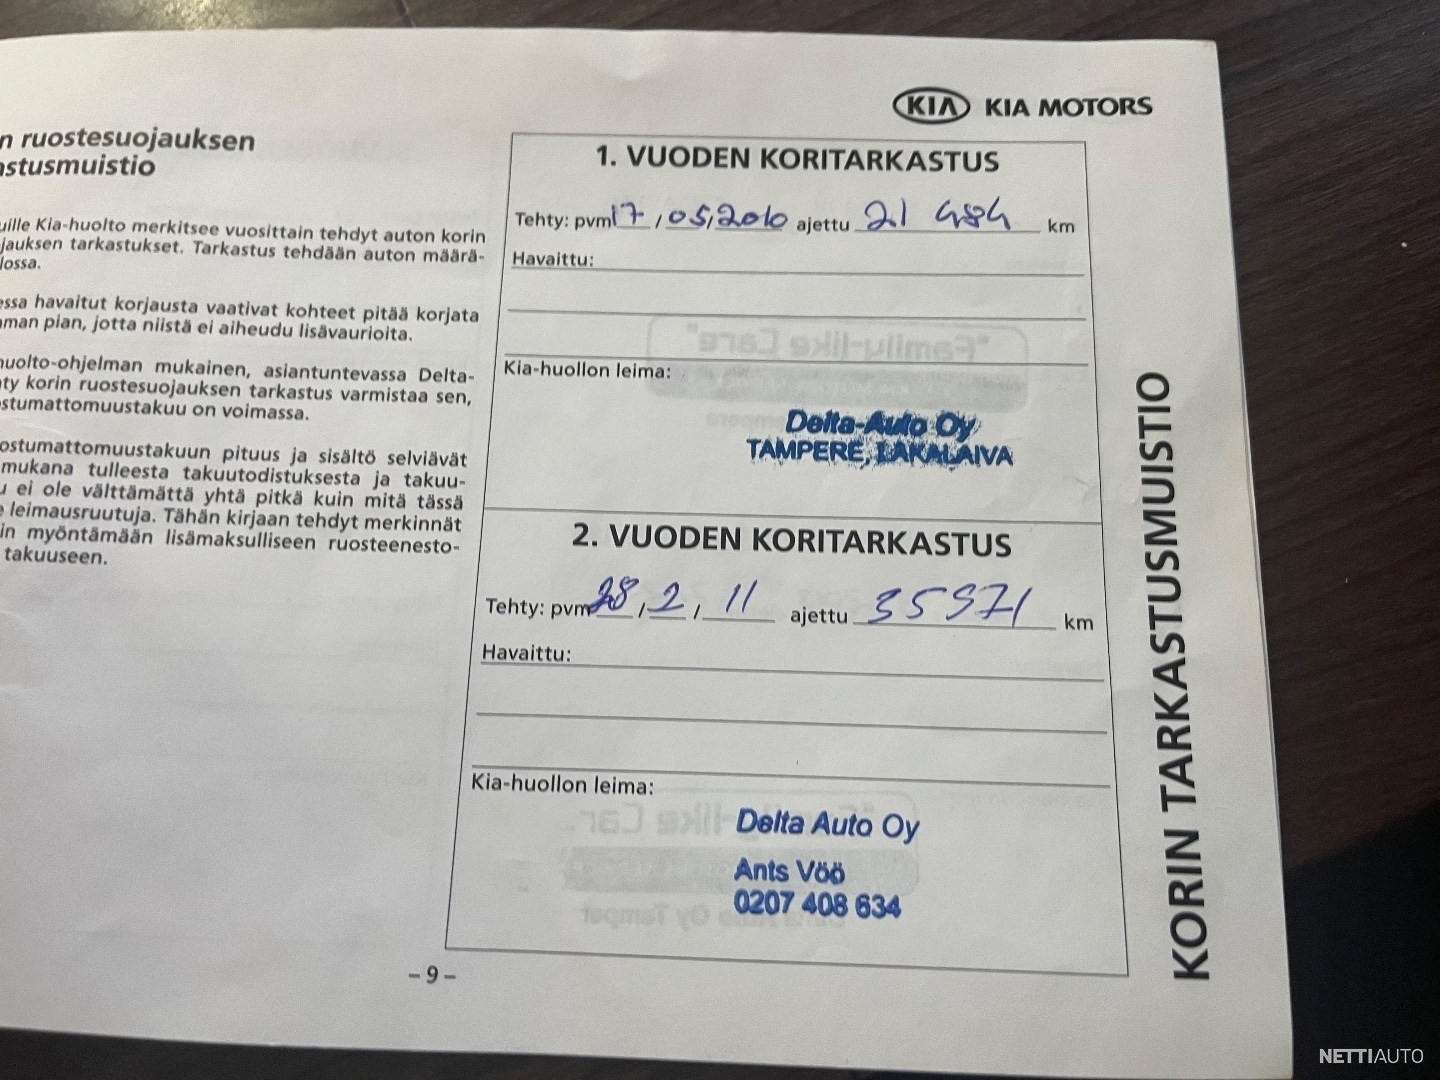 KIA KIA MOTORS
n ruostesuojauksen
astusmuistio
uille Kia-huolto merkitsee vuosittain tehdyt auton korin
jauksen tarkastukset. Tarkastus tehdään auton määrä-
lossa.
essa havaitut korjausta vaativat kohteet pitää korjata
man pian, jotta niistä ei aiheudu lisävaurioita.
huolto-ohjelman mukainen, asiantuntevassa Delta-
ty korin ruostesuojauksen tarkastus varmistaa sen,
stumattomuustakuu on voimassa.
ostumattomuustakuun pituus ja sisältö selviävät
mukana tulleesta takuutodistuksesta ja takuu-
u ei ole välttämättä yhtä pitkä kuin mitä tässä
e leimausruutuja. Tähän kirjaan tehdyt merkinnät
in myöntämään lisämaksulliseen ruosteenesto-
takuuseen.
1. VUODEN KORITARKASTUS
Tehty: pvm 17 / 05 / 2010 ajettu 21 484 km
Havaittu:
Kia-huollon leima:
Delta-Auto Oy
TAMPERE, LAKALAIVA
2. VUODEN KORITARKASTUS
Tehty: pvm 28 / 2 / 11 ajettu 35971 km
Havaittu:
Kia-huollon leima:
Delta Auto Oy
Ants Vöö
0207 408 634
– 9 –
KORIN TARKASTUSMUISTIO
NETTIAUTO